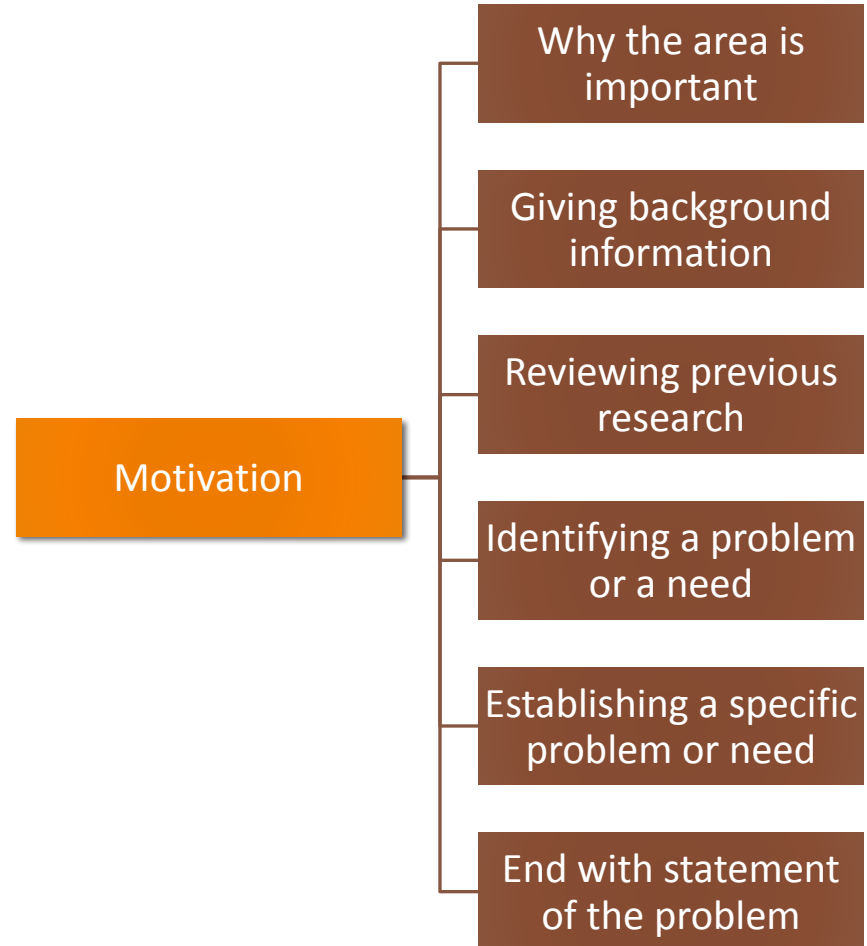 Why the area is
important
Giving background
information
Reviewing previous
research
Motivation
Identifying a problem
or a need
Establishing a specific
problem or need
End with statement
of the problem